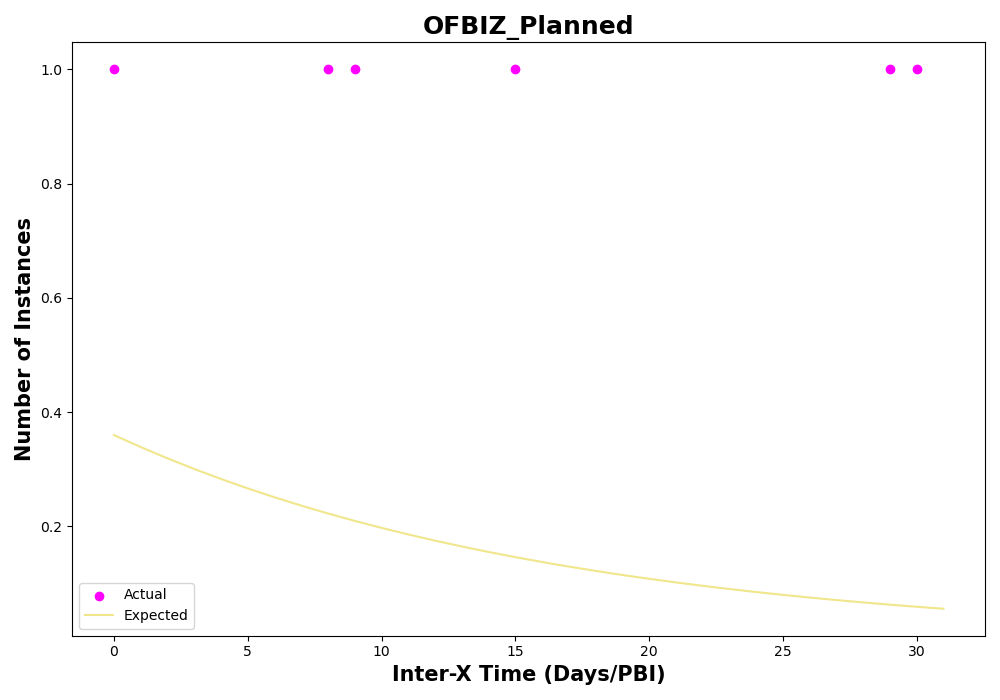 OFBIZ_Planned
Number of Instances
1.0
0.8
0.6
0.4
0.2
Actual
Expected
0 5 10 15 20 25 30
Inter-X Time (Days/PBI)